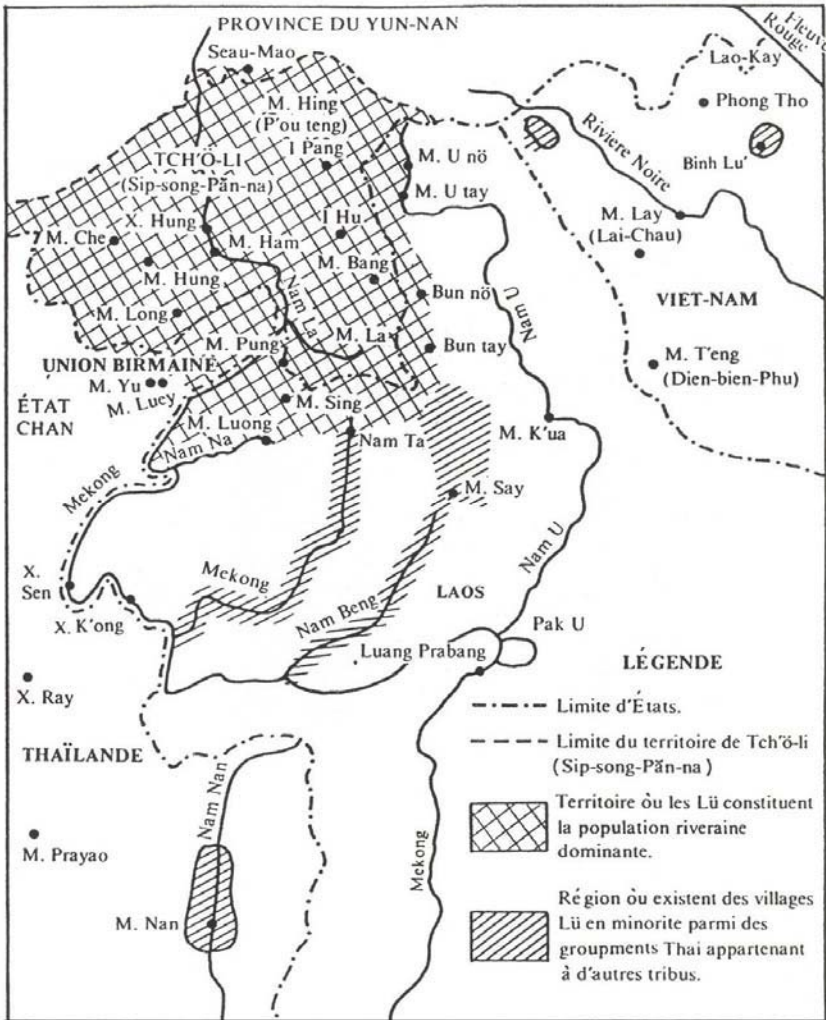 PROVINCE DU YUN-NAN
Seau-Mao
Fleuve
Rouge
Lao-Kay
Phong Tho
Binh Lu'
Rivière Noire
M. Hing
(P'ou teng)
I Pang
TCH'Ö-LI
(Sip-song-Păn-na)
M. U nö
M. U tay
X. Hung
M. Che
M. Ham
I Hu
M. Lay
(Lai-Chau)
M. Hung
M. Bang
Nam La
Bun nö
Nam U
VIET-NAM
M. Long
M. Pung
M. La
Bun tay
M. T'eng
(Dien-bien-Phu)
UNION BIRMAINE
M. Yu
M. Luey
ÉTAT
CHAN
M. Sing
M. Luong
Nam Na
Nam Ta
M. K'ua
Mekong
M. Say
X.
Sen
X. K'ong
Mekong
Nam Beng
LAOS
Nam U
Pak U
Luang Prabang
X. Ray
THAÏLANDE
Nam Nan
M. Prayao
M. Nan
Mekong
LÉGENDE
Limite d'États.
Limite du territoire de Tch'ö-li
(Sip-song-Păn-na)
Territoire òu les Lü constituent
la population riveraine
dominante.
Région òu existent des villages
Lü en minorite parmi des
groupments Thai appartenant
à d'autres tribus.